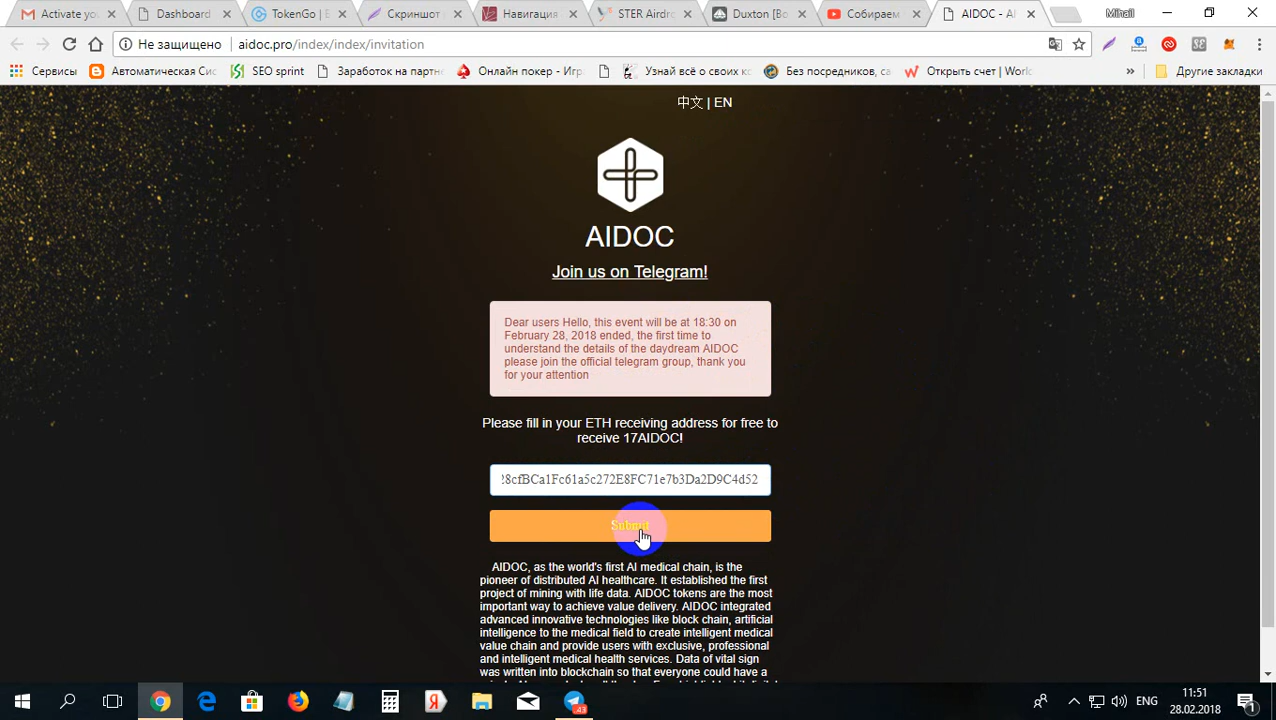 Activate you
Dashboard
TokenGo | E
Скриншот
Навигация
STER Airdro
Duxton [Bo
Собираем
AIDOC - AI
Mihail
Не защищено
aidoc.pro/index/index/invitation
Сервисы
Автоматическая Сис
SEO sprint
Заработок на партн
Онлайн покер - Игр
Узнай всё о своих кс
Без посредников, са
Открыть счет | Work
»
Другие закладки
中文 | EN
AIDOC
Join us on Telegram!
Dear users Hello, this event will be at 18:30 on
February 28, 2018 ended, the first time to
understand the details of the daydream AIDOC
please join the official telegram group, thank you
for your attention
Please fill in your ETH receiving address for free to
receive 17AIDOC!
28cfBCa1Fc61a5c272E8FC71e7b3Da2D9C4d52
Submit
AIDOC, as the world's first AI medical chain, is the
pioneer of distributed AI healthcare. It established the first
project of mining with life data. AIDOC tokens are the most
important way to achieve value delivery. AIDOC integrated
advanced innovative technologies like block chain, artificial
intelligence to the medical field to create intelligent medical
value chain and provide users with exclusive, professional
and intelligent medical health services. Data of vital sign
was written into blockchain so that everyone could have a
43
ENG
11:51
28.02.2018
1